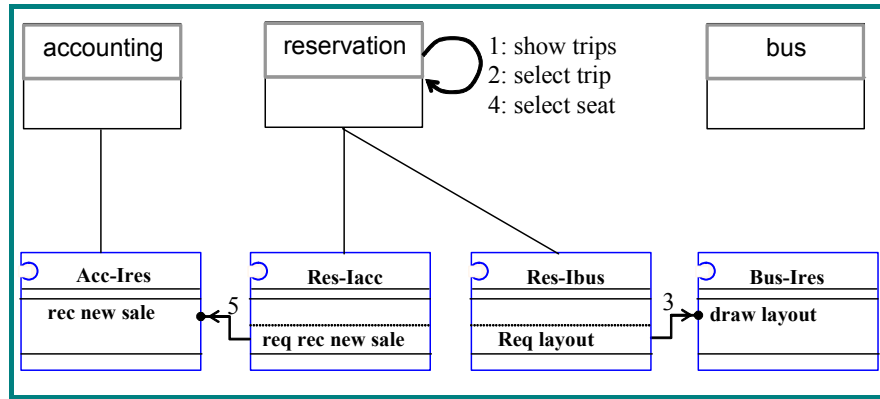 accounting
reservation
bus
1: show trips
2: select trip
4: select seat
Acc-Ires
Res-Iacc
Res-Ibus
Bus-Ires
rec new sale
5
req rec new sale
Req layout
3
draw layout